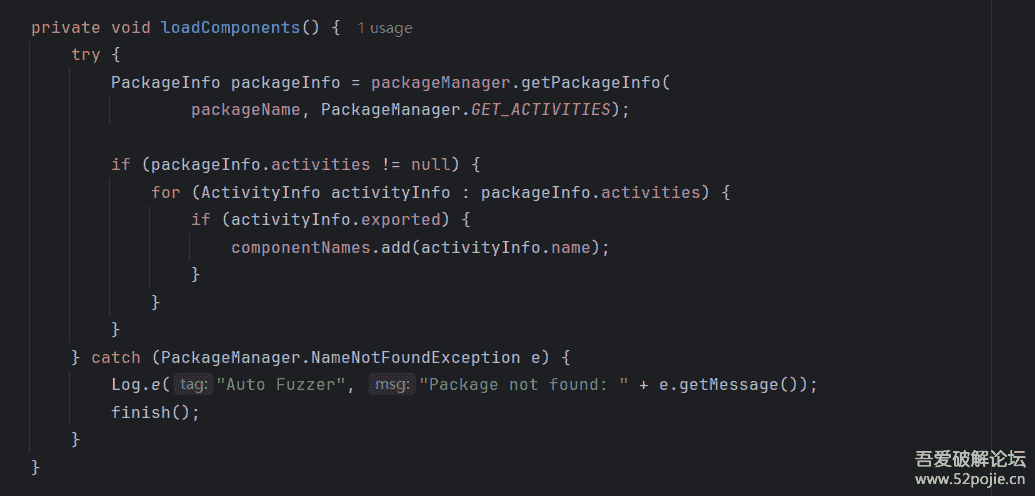 private void loadComponents() { 1 usage
try {
PackageInfo packageInfo = packageManager.getPackageInfo(
packageName, PackageManager.GET_ACTIVITIES);
if (packageInfo.activities != null) {
for (ActivityInfo activityInfo : packageInfo.activities) {
if (activityInfo.exported) {
componentNames.add(activityInfo.name);
}
}
}
} catch (PackageManager.NameNotFoundException e) {
Log.e( tag: "Auto Fuzzer", msg: "Package not found: " + e.getMessage());
finish();
}
}
吾爱破解论坛
www.52pojie.cn